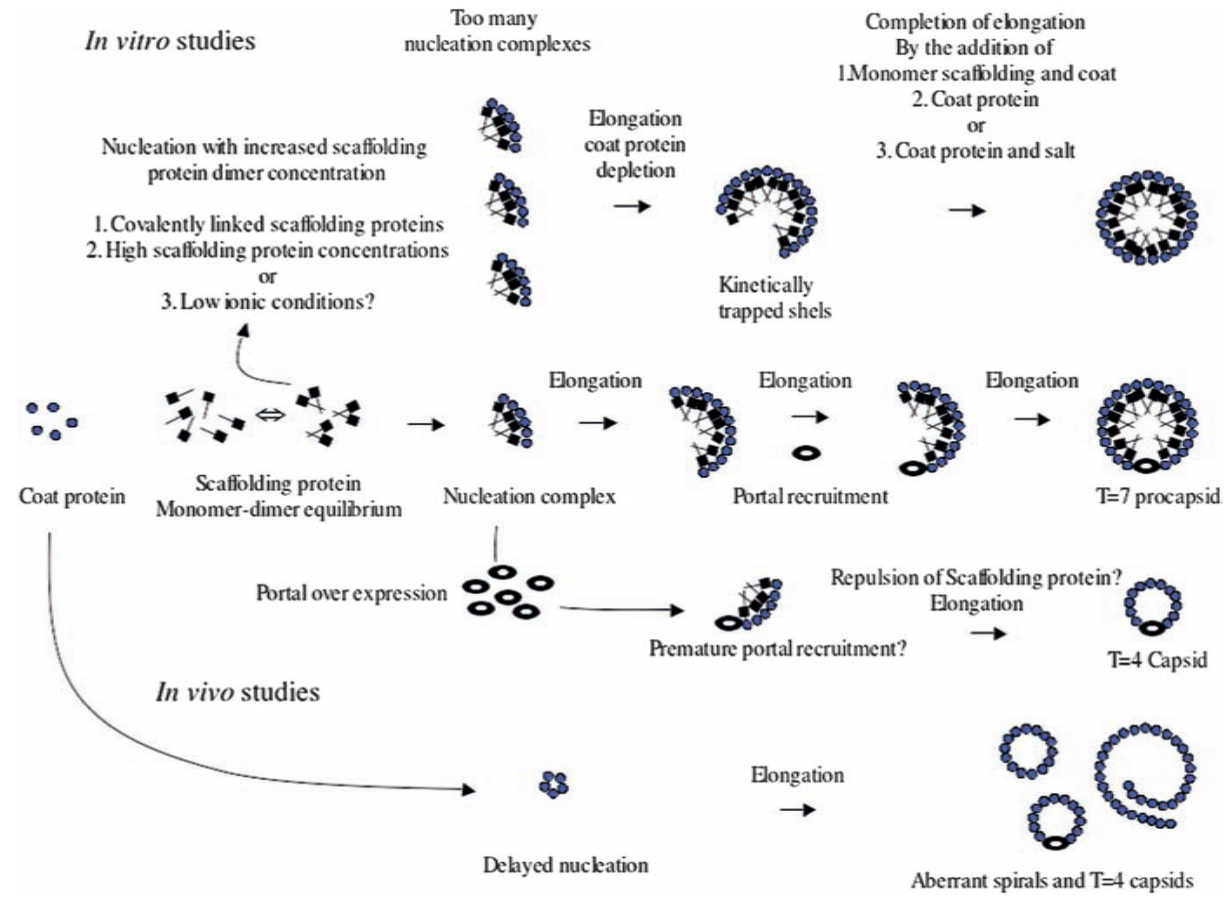 In vitro studies
Too many
nucleation complexes
Completion of elongation
By the addition of
1.Monomer scaffolding and coat
2. Coat protein
or
3. Coat protein and salt
Nucleation with increased scaffolding
protein dimer concentration
1. Covalently linked scaffolding proteins
2. High scaffolding protein concentrations
or
3. Low ionic conditions?
Elongation
coat protein
depletion
Kinetically
trapped shels
Coat protein
Scaffolding protein
Monomer-dimer equilibrium
Nucleation complex
Elongation
Elongation
Portal recruitment
Elongation
T=7 procapsid
Portal over expression
Premature portal recruitment?
Repulsion of Scaffolding protein?
Elongation
T=4 Capsid
In vivo studies
Delayed nucleation
Elongation
Aberrant spirals and T=4 capsids